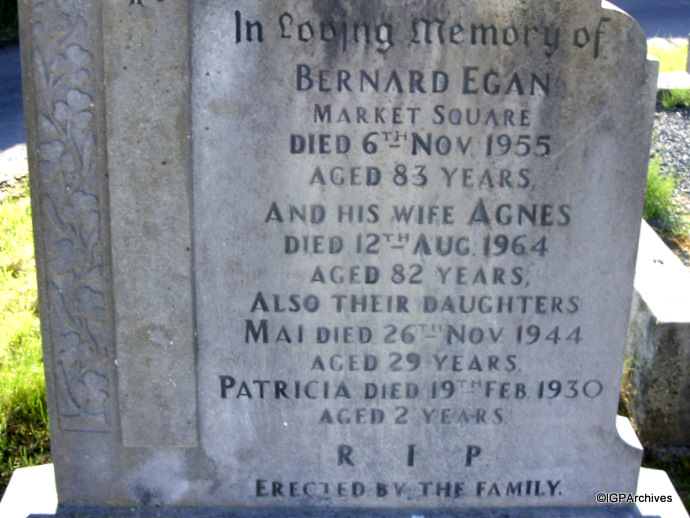 In Loving Memory of
BERNARD EGAN
MARKET SQUARE
DIED 6TH NOV. 1955
AGED 83 YEARS,
AND HIS WIFE AGNES
DIED 12TH AUG. 1964
AGED 82 YEARS,
ALSO THEIR DAUGHTERS
MAI DIED 26TH NOV. 1944
AGED 29 YEARS,
PATRICIA DIED 19TH FEB. 1930
AGED 2 YEARS.
R I P
ERECTED BY THE FAMILY.
©IGPArchives